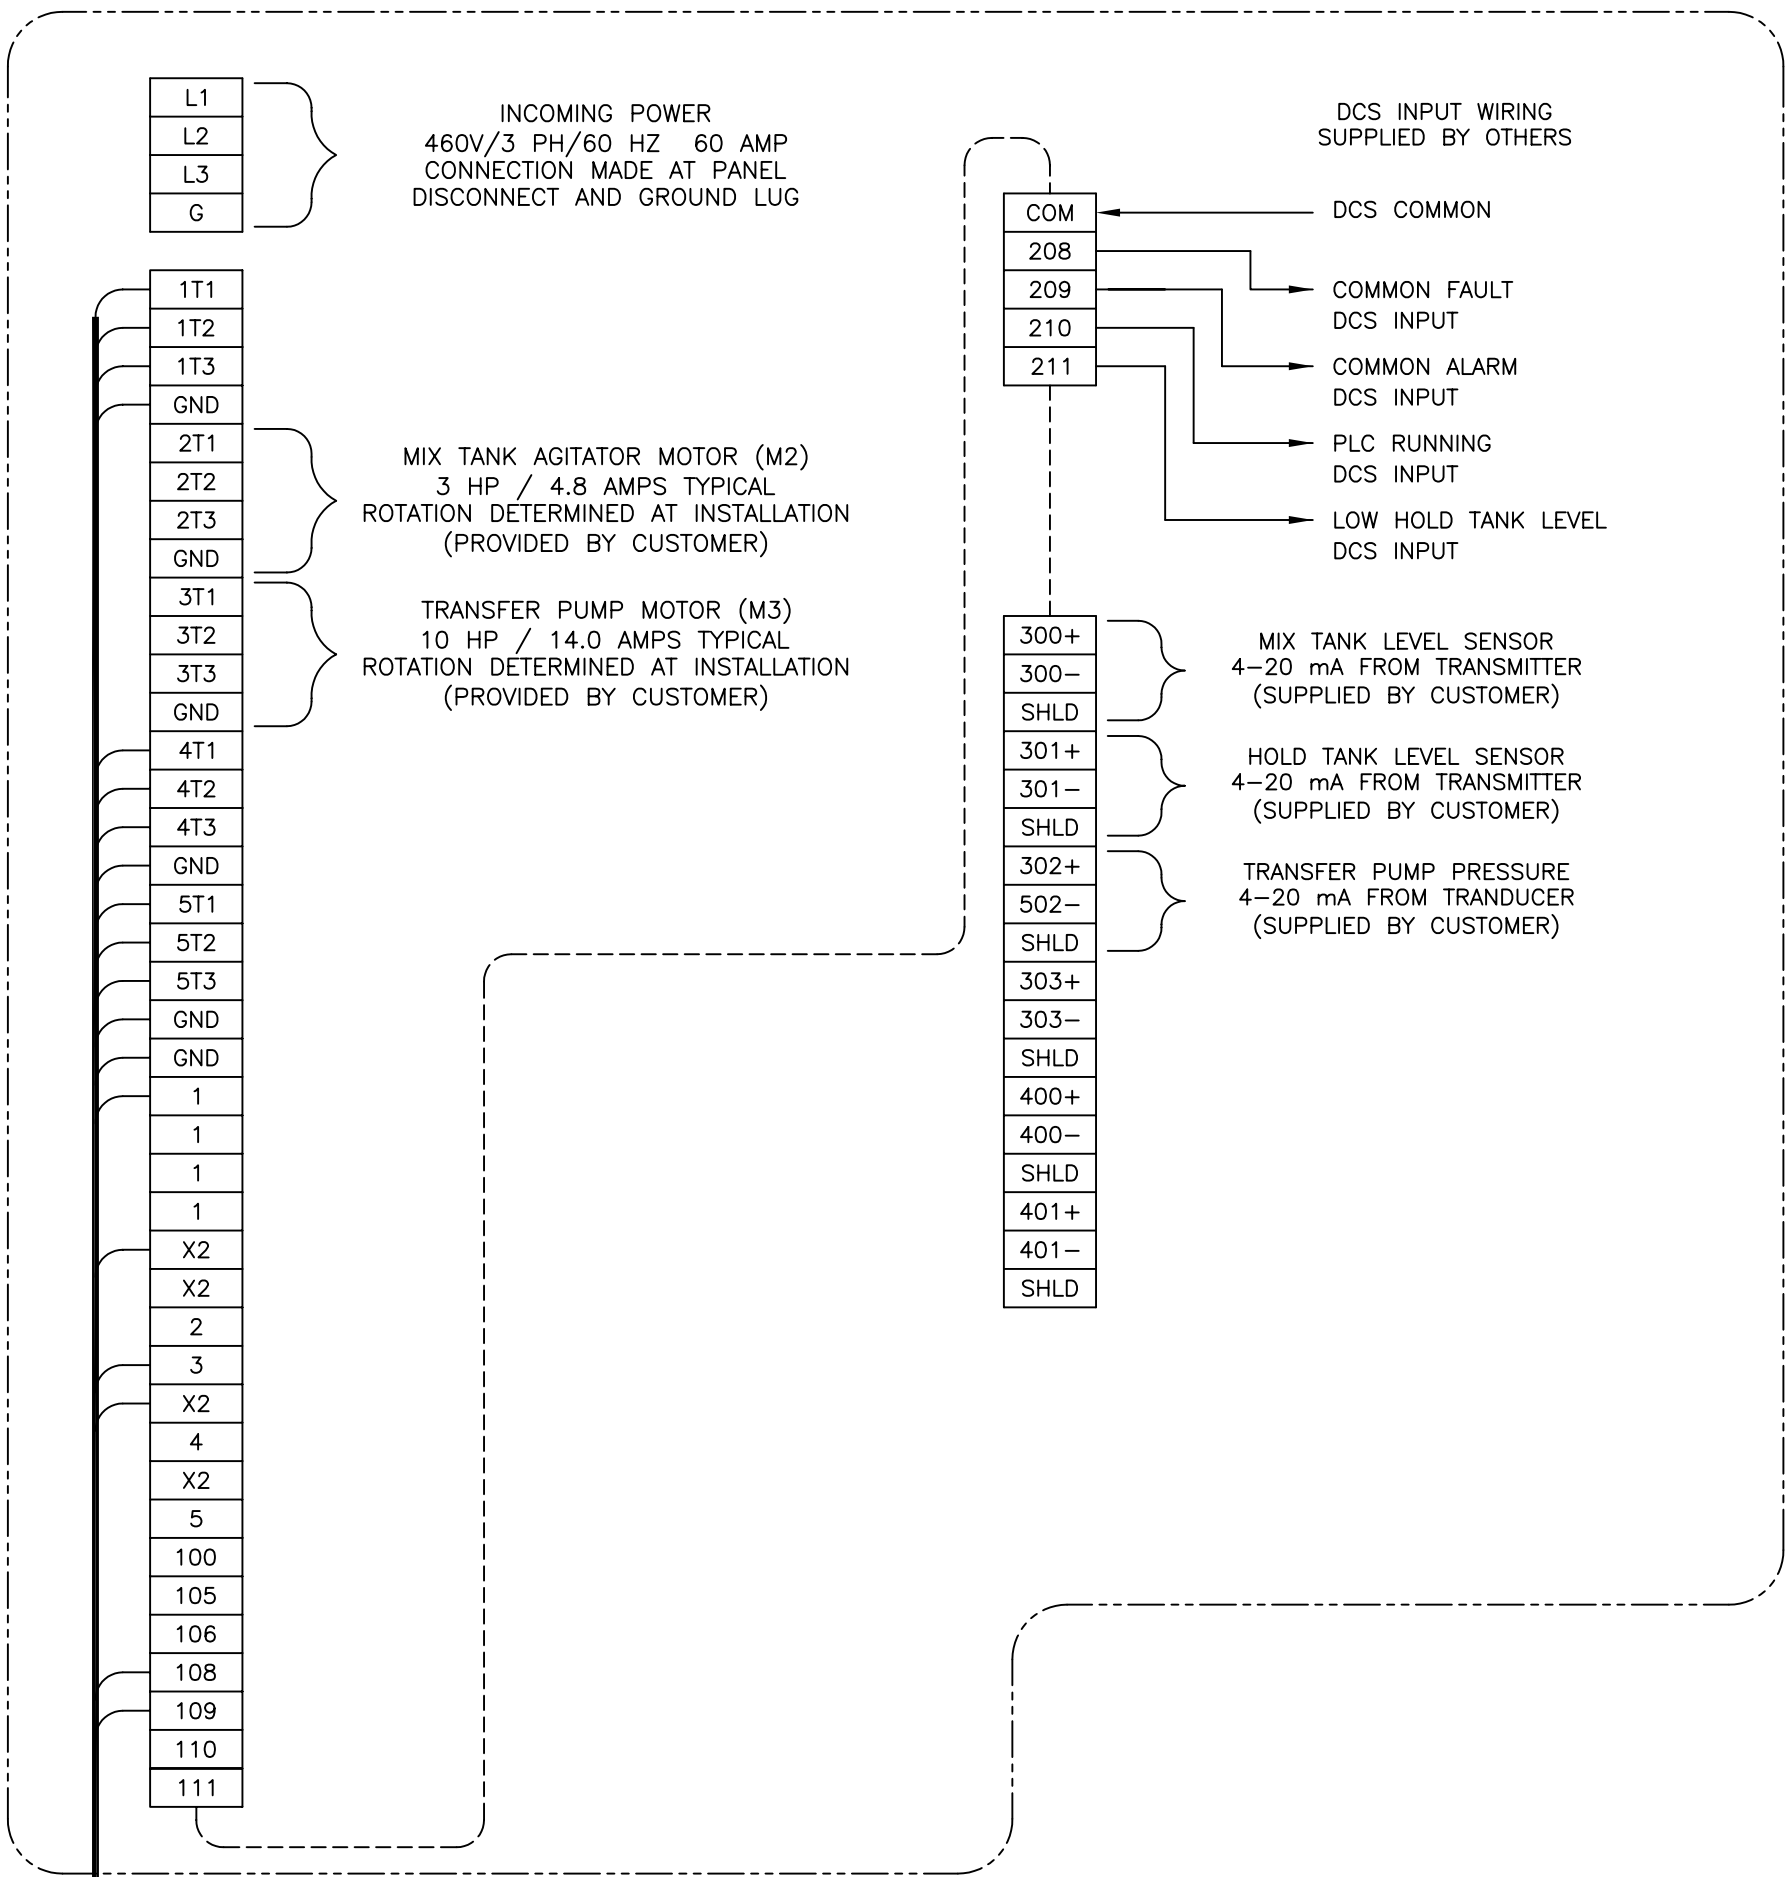 L1
L2
L3
G
INCOMING POWER
460V/3 PH/60 HZ 60 AMP
CONNECTION MADE AT PANEL
DISCONNECT AND GROUND LUG
1T1
1T2
1T3
GND
2T1
2T2
2T3
GND
3T1
3T2
3T3
GND
4T1
4T2
4T3
GND
5T1
5T2
5T3
GND
GND
1
1
1
1
X2
X2
2
3
X2
4
X2
5
100
105
106
108
109
110
111
MIX TANK AGITATOR MOTOR (M2)
3 HP / 4.8 AMPS TYPICAL
ROTATION DETERMINED AT INSTALLATION
(PROVIDED BY CUSTOMER)
TRANSFER PUMP MOTOR (M3)
10 HP / 14.0 AMPS TYPICAL
ROTATION DETERMINED AT INSTALLATION
(PROVIDED BY CUSTOMER)
DCS INPUT WIRING
SUPPLIED BY OTHERS
COM
208
209
210
211
DCS COMMON
COMMON FAULT
DCS INPUT
COMMON ALARM
DCS INPUT
PLC RUNNING
DCS INPUT
LOW HOLD TANK LEVEL
DCS INPUT
300+
300-
SHLD
301+
301-
SHLD
302+
502-
SHLD
303+
303-
SHLD
400+
400-
SHLD
401+
401-
SHLD
MIX TANK LEVEL SENSOR
4-20 mA FROM TRANSMITTER
(SUPPLIED BY CUSTOMER)
HOLD TANK LEVEL SENSOR
4-20 mA FROM TRANSMITTER
(SUPPLIED BY CUSTOMER)
TRANSFER PUMP PRESSURE
4-20 mA FROM TRANDUCER
(SUPPLIED BY CUSTOMER)